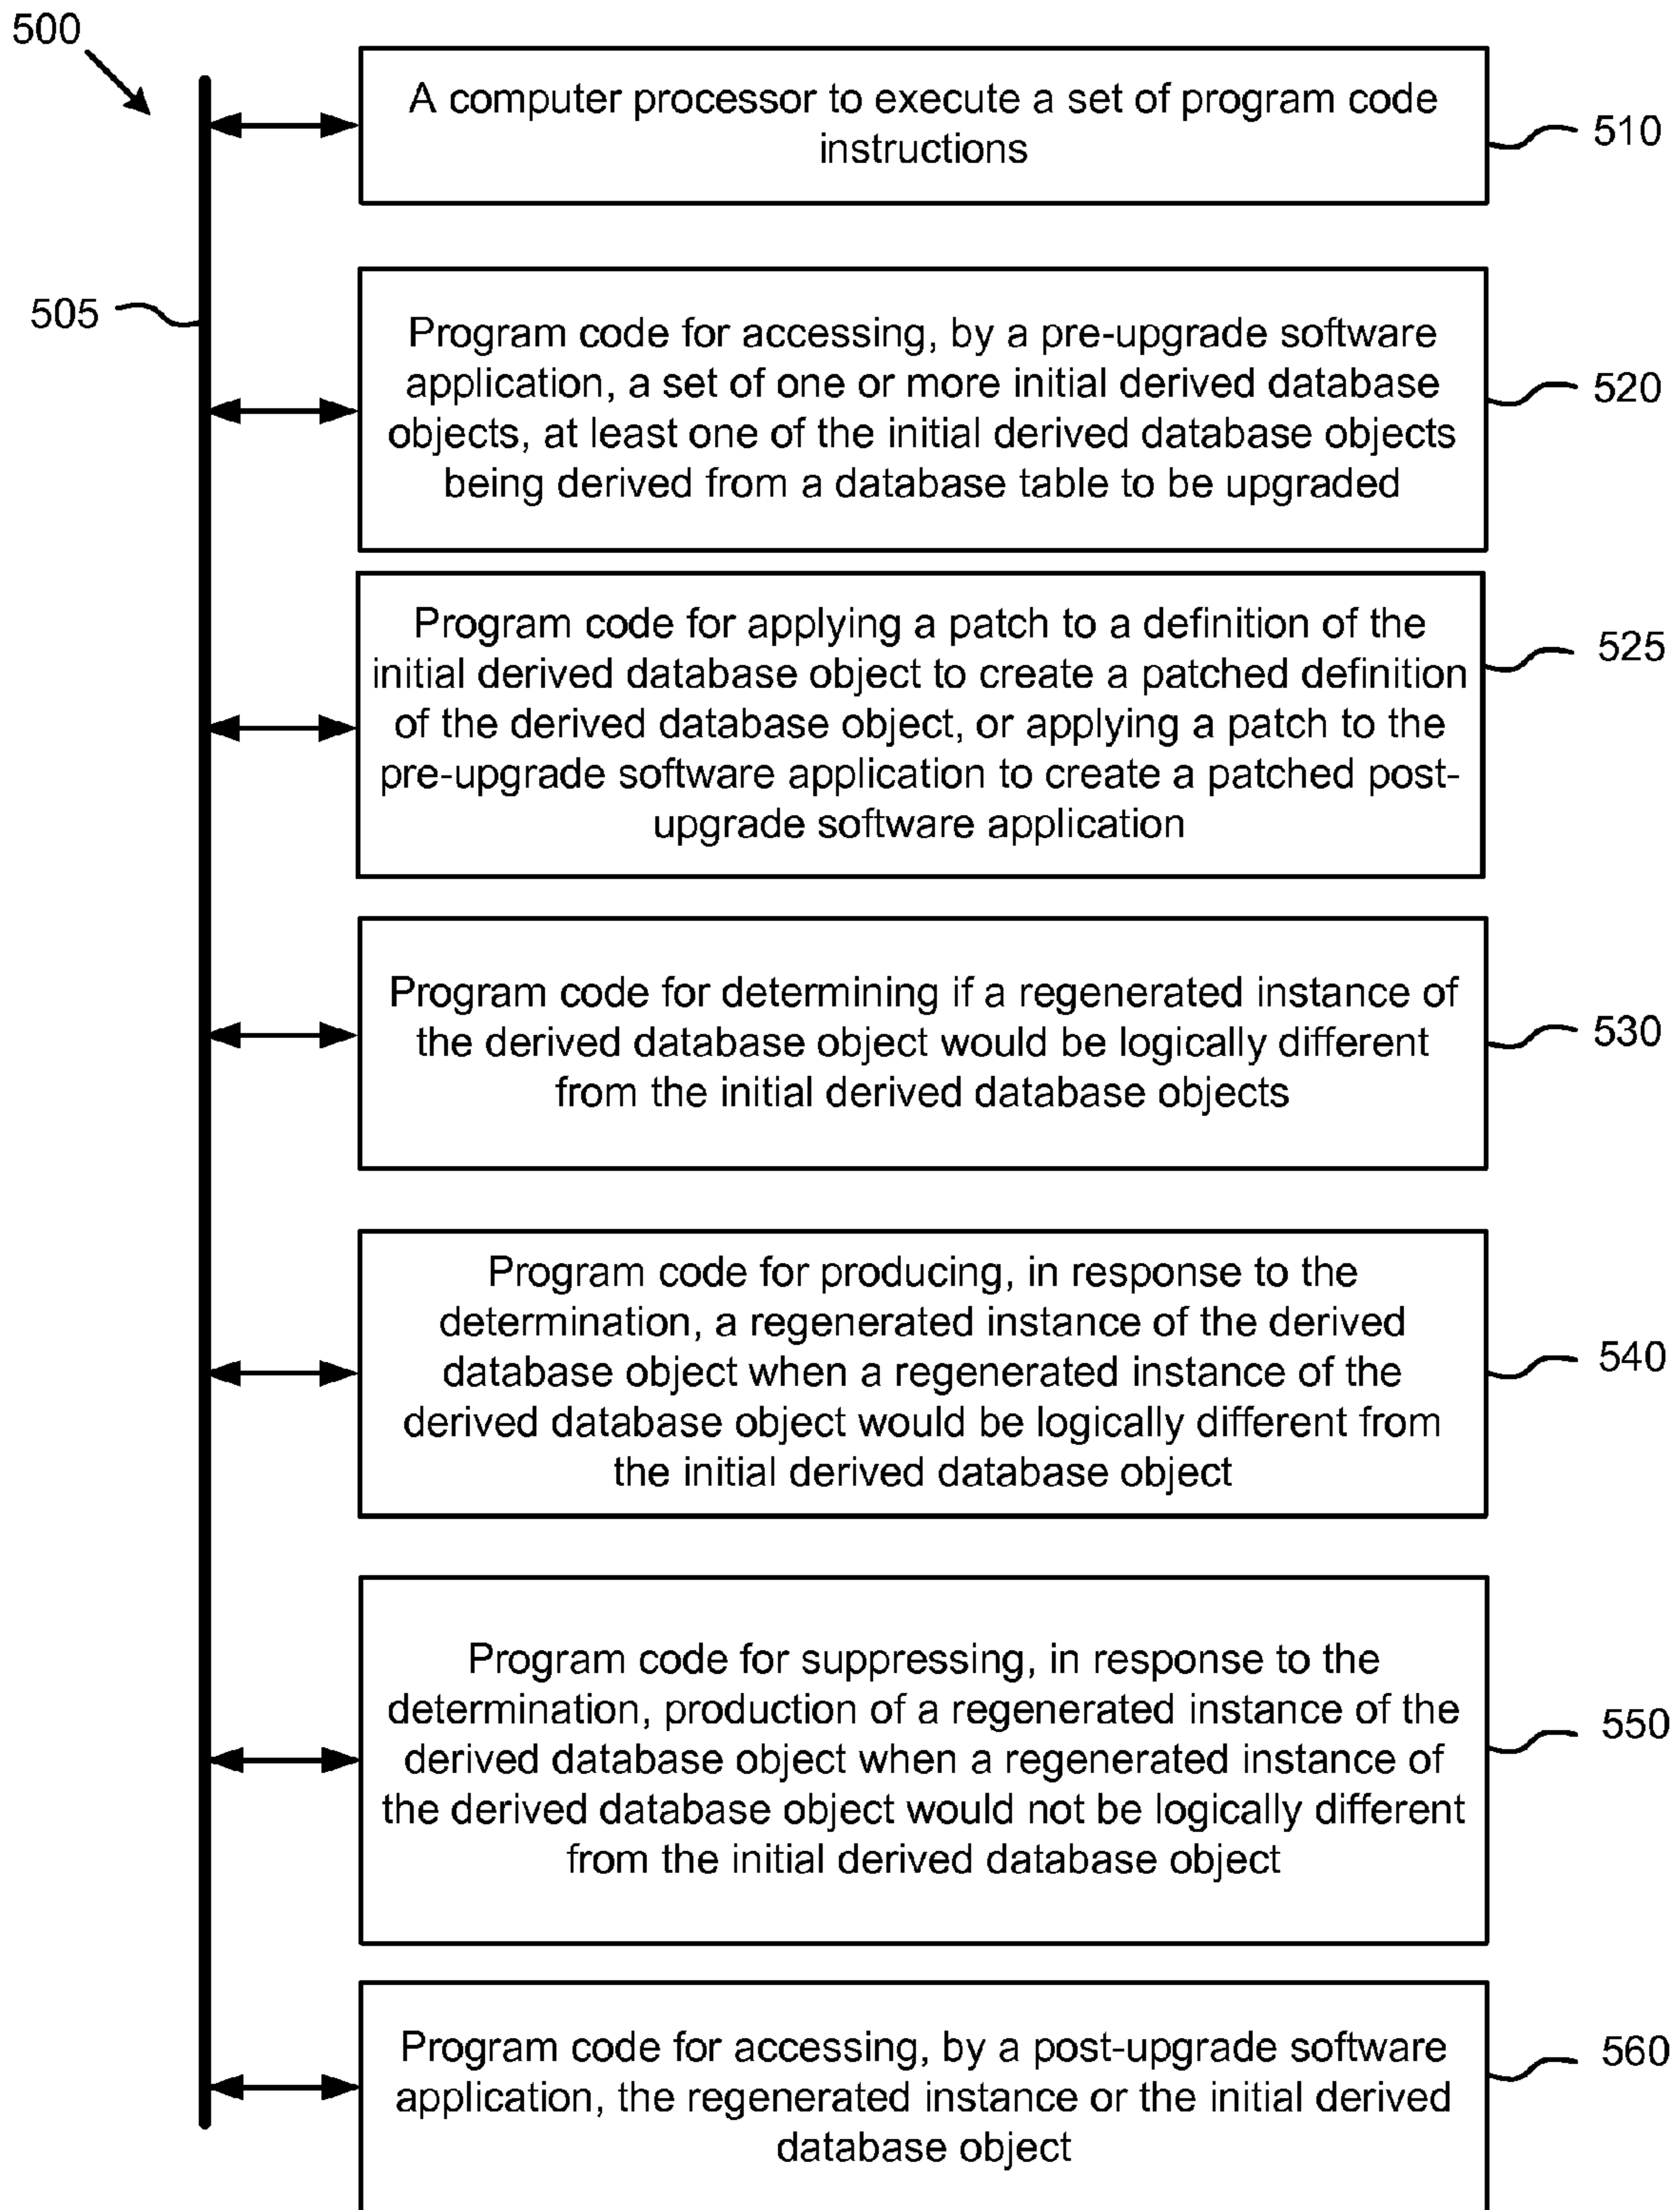 500
A computer processor to execute a set of program code
instructions
510
505
Program code for accessing, by a pre-upgrade software
application, a set of one or more initial derived database
objects, at least one of the initial derived database objects
being derived from a database table to be upgraded
520
Program code for applying a patch to a definition of the
initial derived database object to create a patched definition
of the derived database object, or applying a patch to the
pre-upgrade software application to create a patched post-
upgrade software application
525
Program code for determining if a regenerated instance of
the derived database object would be logically different
from the initial derived database objects
530
Program code for producing, in response to the
determination, a regenerated instance of the derived
database object when a regenerated instance of the
derived database object would be logically different from
the initial derived database object
540
Program code for suppressing, in response to the
determination, production of a regenerated instance of the
derived database object when a regenerated instance of
the derived database object would not be logically different
from the initial derived database object
550
Program code for accessing, by a post-upgrade software
application, the regenerated instance or the initial derived
database object
560